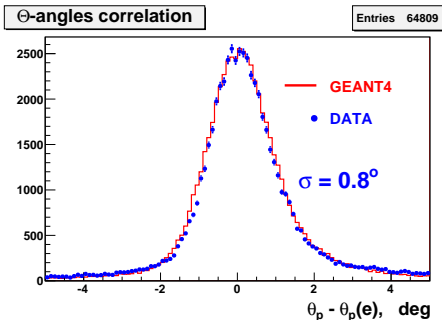 Θ-angles correlation
Entries 64809
2500
2000
1500
1000
500
0
GEANT4
DATA
σ = 0.8°
-4 -2 0 2 4
θp - θp(e), deg